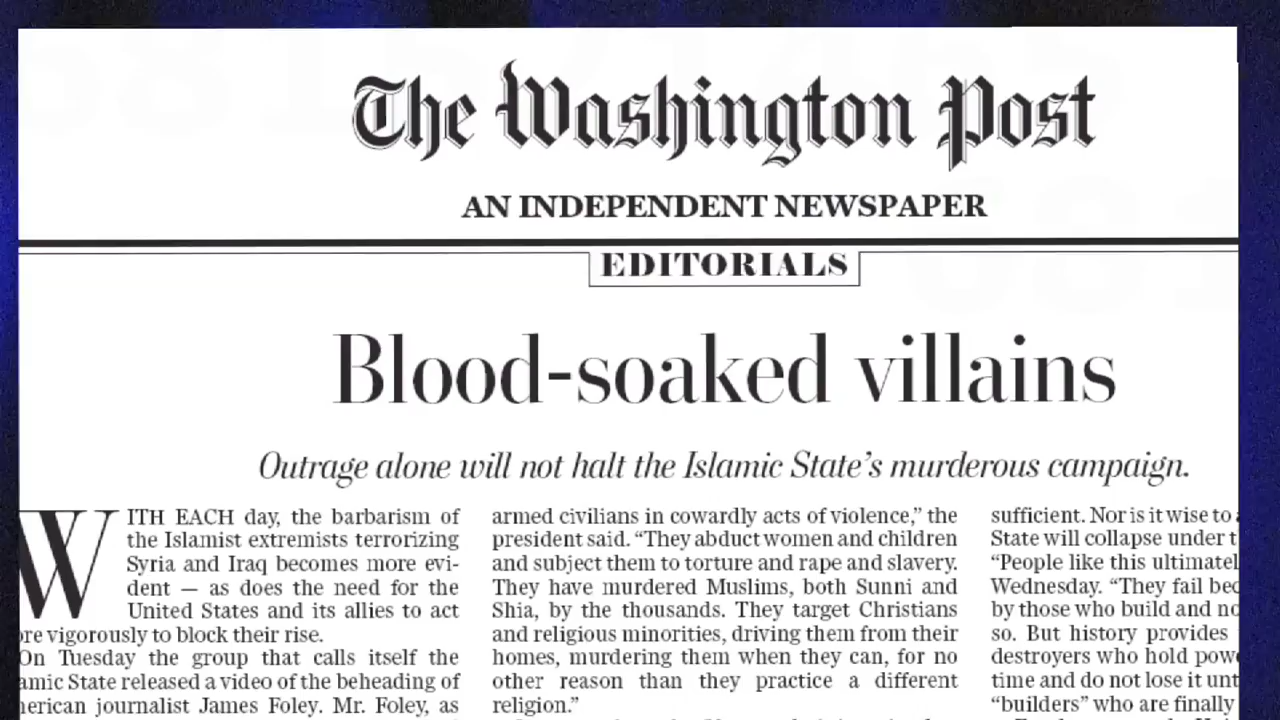 The Washington Post
AN INDEPENDENT NEWSPAPER
EDITORIALS
Blood-soaked villains
Outrage alone will not halt the Islamic State’s murderous campaign.
WITH EACH day, the barbarism of
the Islamist extremists terrorizing
Syria and Iraq becomes more evi-
dent — as does the need for the
United States and its allies to act
re vigorously to block their rise.
On Tuesday the group that calls itself the
amic State released a video of the beheading of
erican journalist James Foley. Mr. Foley, as
armed civilians in cowardly acts of violence,” the
president said. “They abduct women and children
and subject them to torture and rape and slavery.
They have murdered Muslims, both Sunni and
Shia, by the thousands. They target Christians
and religious minorities, driving them from their
homes, murdering them when they can, for no
other reason than they practice a different
religion.”
sufficient. Nor is it wise to
State will collapse under t
“People like this ultimatel
Wednesday. “They fail bec
by those who build and no
so. But history provides
destroyers who hold powe
time and do not lose it unt
“builders” who are finally